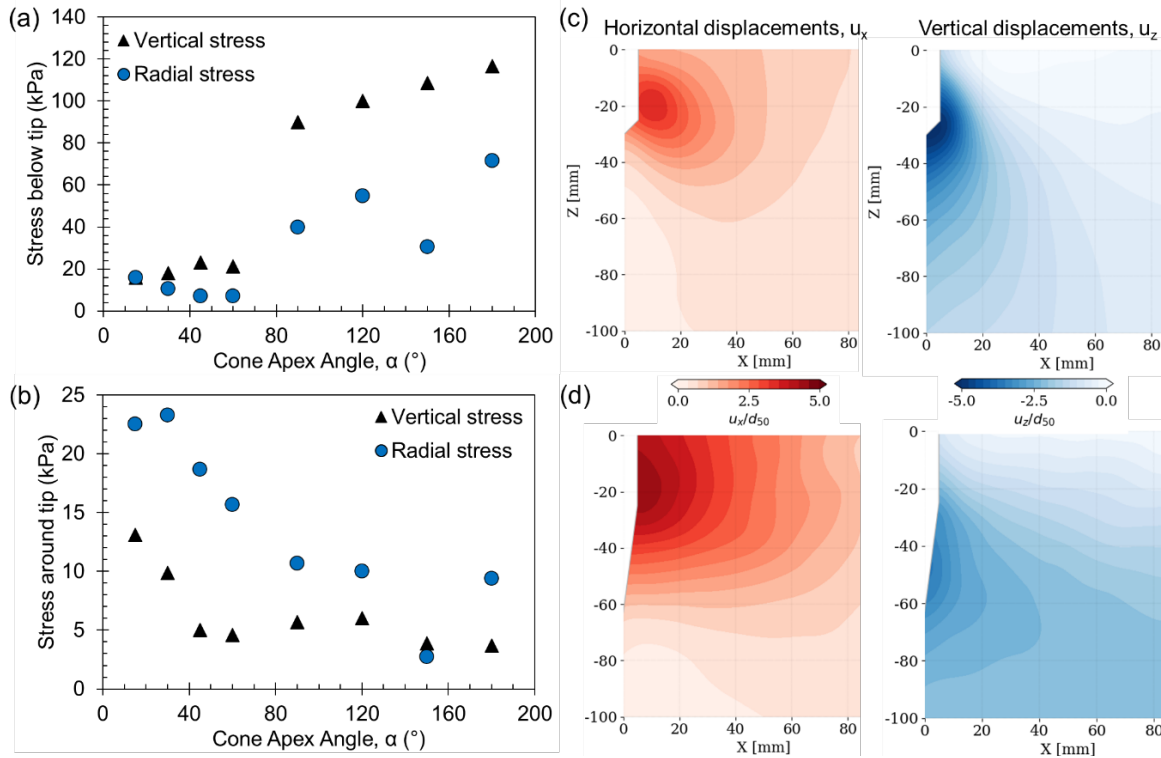 (a)
140
120
100
80
60
40
20
0
Stress below tip (kPa)
Vertical stress
Radial stress
0 40 80 120 160 200
Cone Apex Angle, α (°)
(b)
25
20
15
10
5
0
Stress around tip (kPa)
Vertical stress
Radial stress
0 40 80 120 160 200
Cone Apex Angle, α (°)
(c)
Horizontal displacements, u_x
Vertical displacements, u_z
0
-20
-40
-60
-80
-100
Z [mm]
0 20 40 60 80
X [mm]
0
-20
-40
-60
-80
-100
Z [mm]
0 20 40 60 80
X [mm]
(d)
0.0 2.5 5.0
u_x/d_50
-5.0 -2.5 0.0
u_z/d_50
0
-20
-40
-60
-80
-100
Z [mm]
0 20 40 60 80
X [mm]
0
-20
-40
-60
-80
-100
Z [mm]
0 20 40 60 80
X [mm]